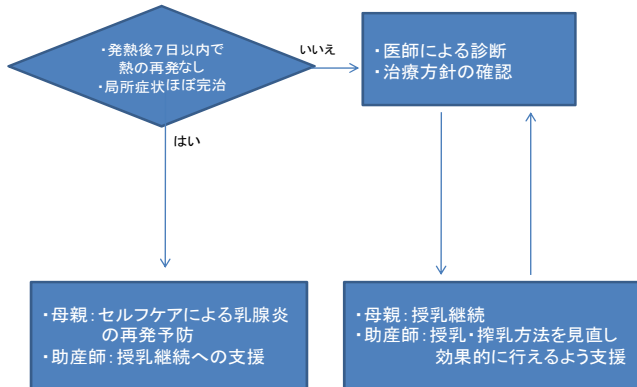 ・発熱後7日以内で
熱の再発なし
・局所症状ほぼ完治
いいえ
・医師による診断
・治療方針の確認
はい
・母親：セルフケアによる乳腺炎
の再発予防
・助産師：授乳継続への支援
・母親：授乳継続
・助産師：授乳・搾乳方法を見直し
効果的に行えるよう支援